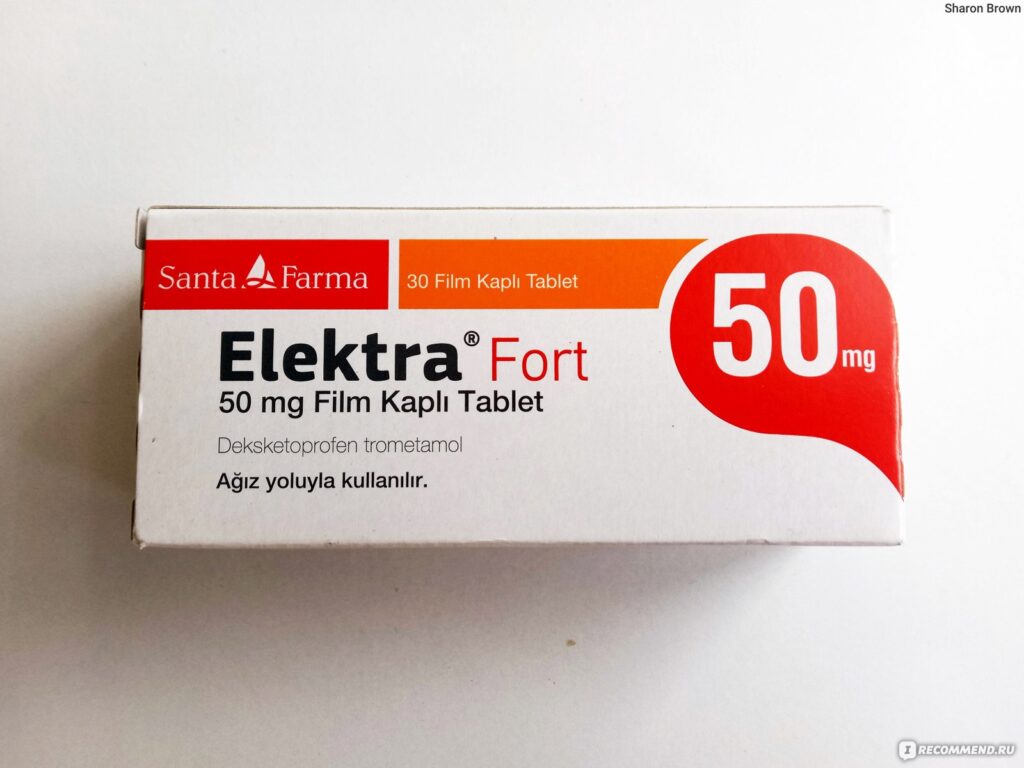 Sharon Brown
Santa Farma
30 Film Kaplı Tablet
50 mg
Elektra® Fort
50 mg Film Kaplı Tablet
Deksketoprofen trometamol
Ağız yoluyla kullanılır.
IRECOMMEND.RU